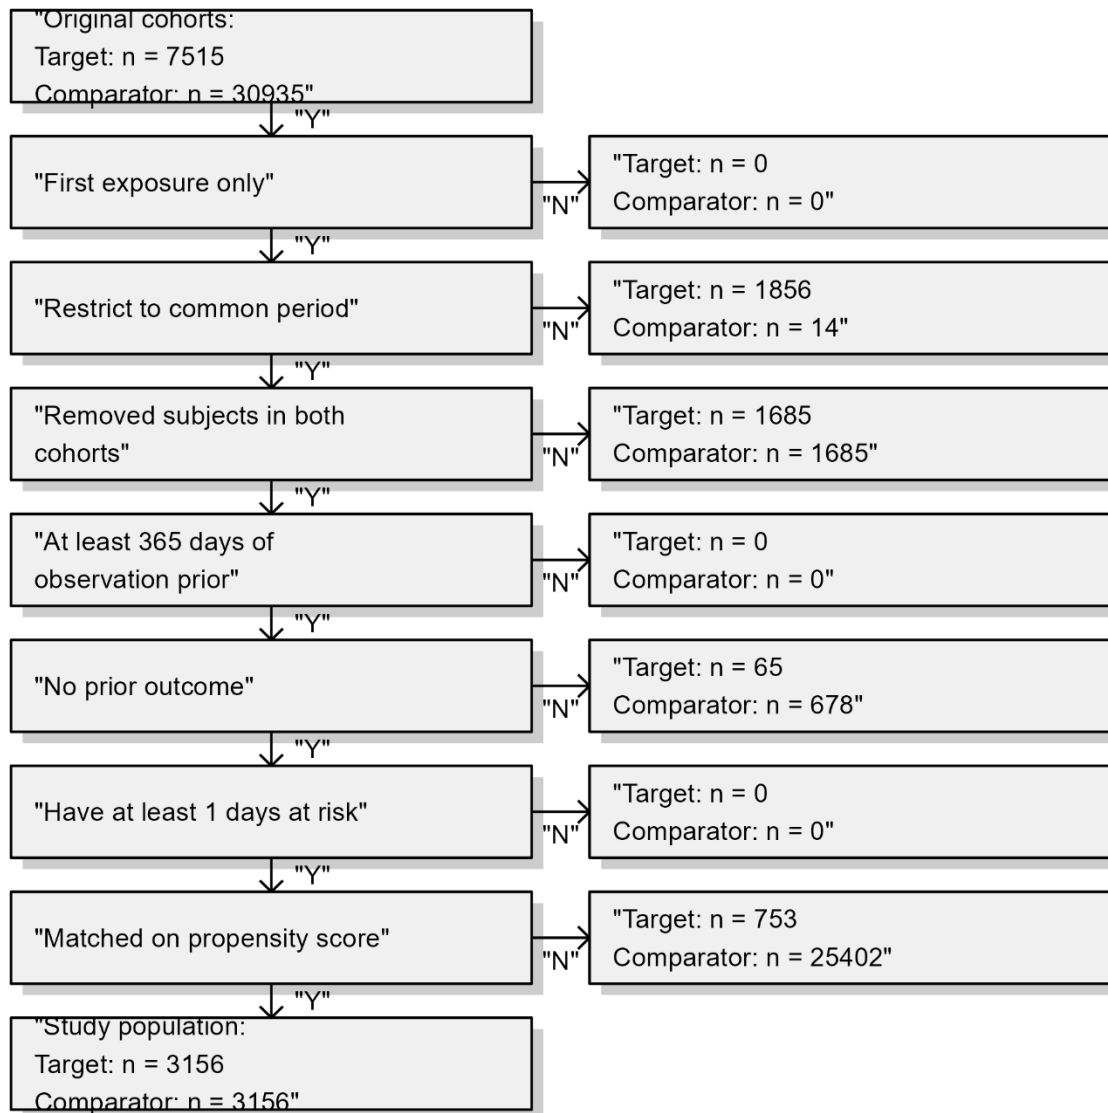 "Original cohorts:
Target: n = 7515
Comparator: n = 30935"
"Y"
"First exposure only"
"N"
"Target: n = 0
Comparator: n = 0"
"Y"
"Restrict to common period"
"N"
"Target: n = 1856
Comparator: n = 14"
"Y"
"Removed subjects in both
cohorts"
"N"
"Target: n = 1685
Comparator: n = 1685"
"Y"
"At least 365 days of
observation prior"
"N"
"Target: n = 0
Comparator: n = 0"
"Y"
"No prior outcome"
"N"
"Target: n = 65
Comparator: n = 678"
"Y"
"Have at least 1 days at risk"
"N"
"Target: n = 0
Comparator: n = 0"
"Y"
"Matched on propensity score"
"N"
"Target: n = 753
Comparator: n = 25402"
"Y"
"Study population:
Target: n = 3156
Comparator: n = 3156"